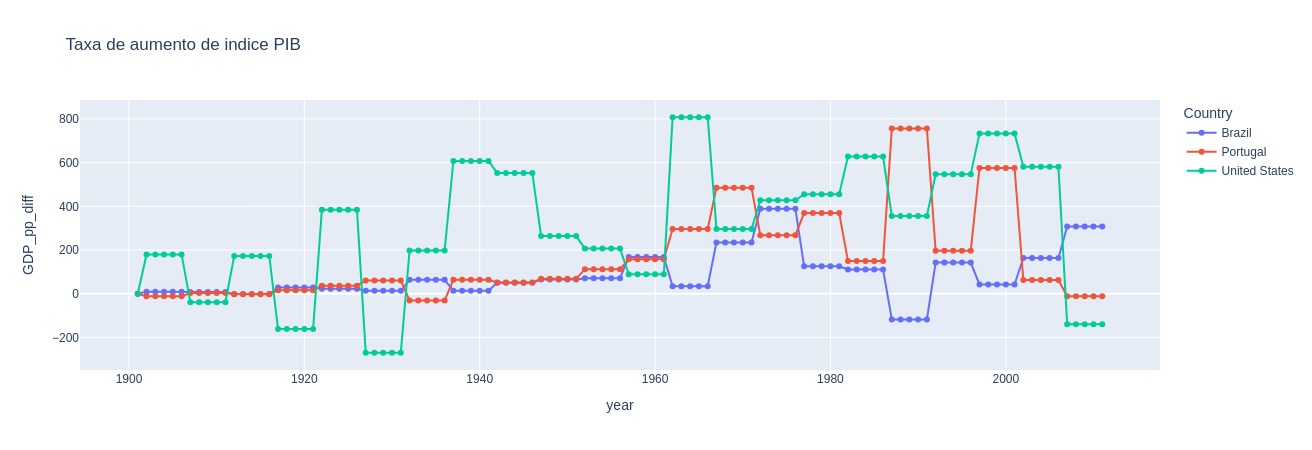 Taxa de aumento de indice PIB
GDP_pp_diff
800
600
400
200
0
−200
1900
1920
1940
1960
1980
2000
year
Country
Brazil
Portugal
United States